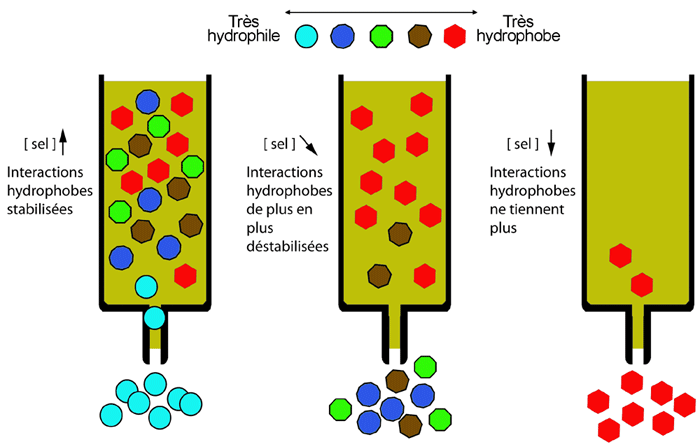 Très hydrophile
Très hydrophobe
[ sel ]
Interactions
hydrophobes
stabilisées
[ sel ]
Interactions
hydrophobes
de plus en
plus
déstabilisées
[ sel ]
Interactions
hydrophobes
ne tiennent
plus